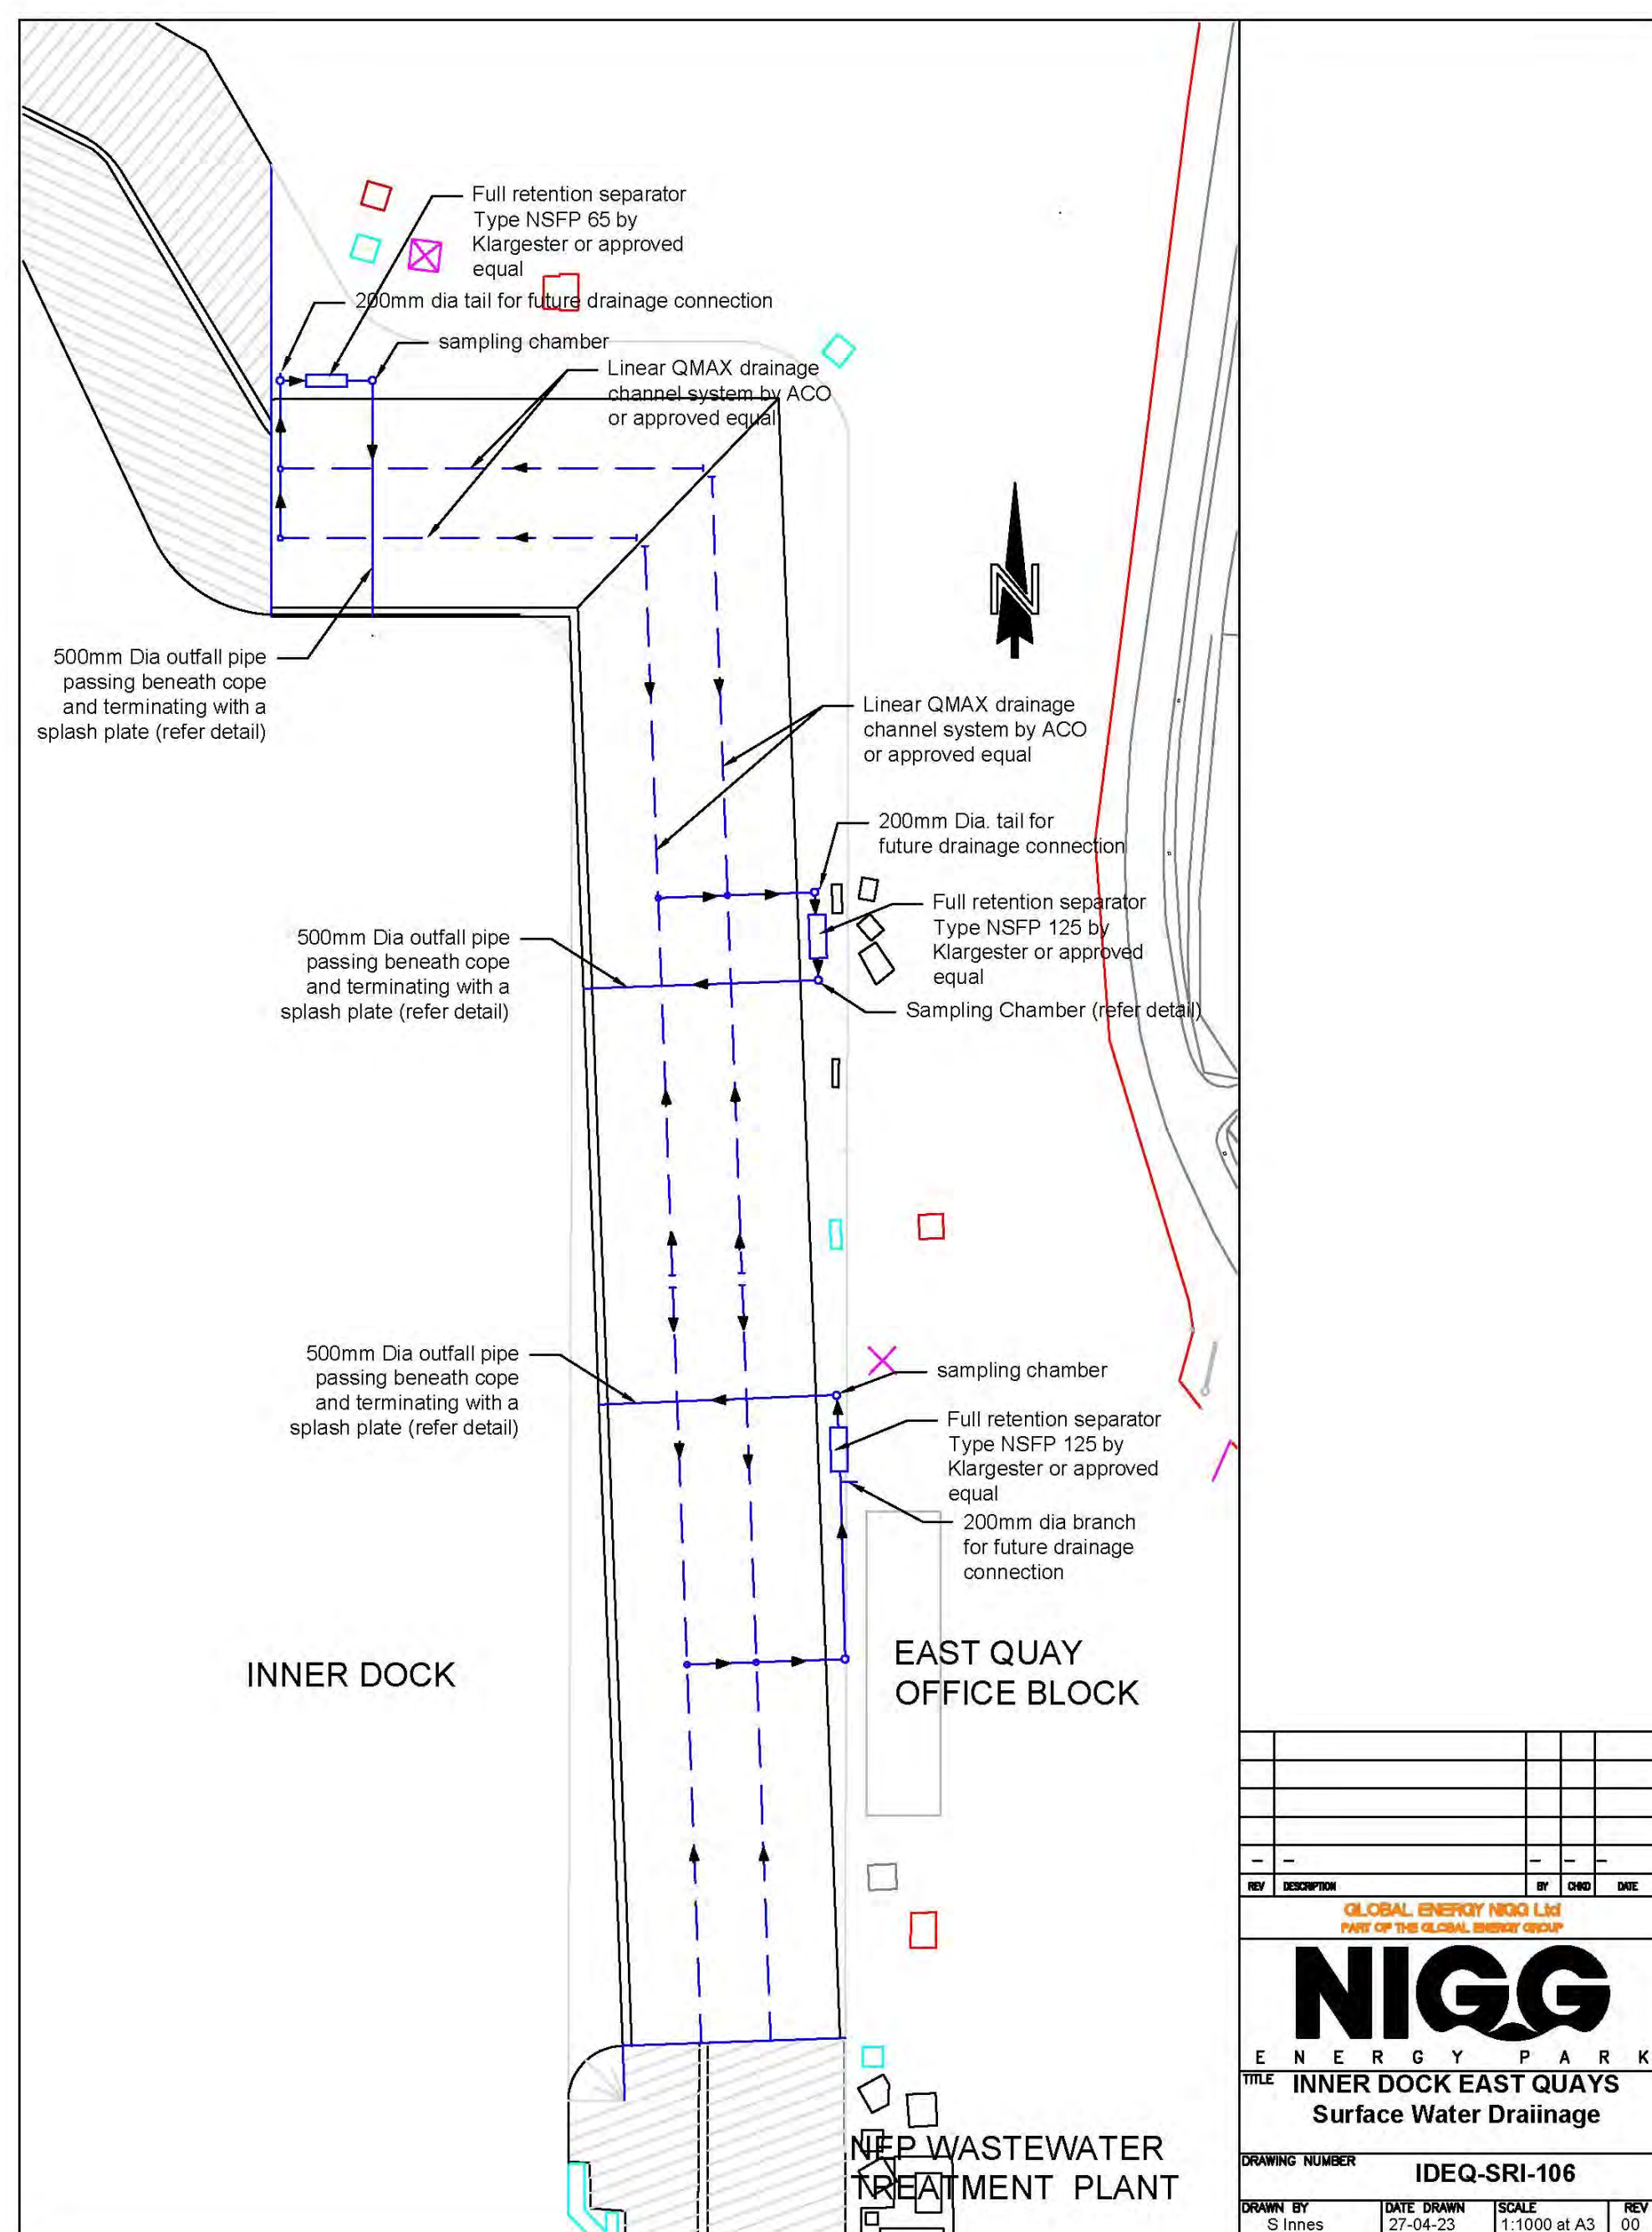 Full retention separator
Type NSFP 65 by
Klargester or approved
equal
200mm dia tail for future drainage connection
sampling chamber
Linear QMAX drainage
channel system by ACO
or approved equal
N
500mm Dia outfall pipe
passing beneath cope
and terminating with a
splash plate (refer detail)
Linear QMAX drainage
channel system by ACO
or approved equal
200mm Dia. tail for
future drainage connection
Full retention separator
Type NSFP 125 by
Klargester or approved
equal
500mm Dia outfall pipe
passing beneath cope
and terminating with a
splash plate (refer detail)
Sampling Chamber (refer detail)
500mm Dia outfall pipe
passing beneath cope
and terminating with a
splash plate (refer detail)
sampling chamber
Full retention separator
Type NSFP 125 by
Klargester or approved
equal
200mm dia branch
for future drainage
connection
INNER DOCK
EAST QUAY
OFFICE BLOCK
NEP WASTEWATER
TREATMENT PLANT
– – – – –
REV DESCRIPTION BY CHKD DATE
GLOBAL ENERGY NIGG Ltd
PART OF THE GLOBAL ENERGY GROUP
NIGG
ENERGY PARK
TITLE INNER DOCK EAST QUAYS
Surface Water Draiinage
DRAWING NUMBER
IDEQ-SRI-106
DRAWN BY DATE DRAWN SCALE REV
S Innes 27-04-23 1:1000 at A3 00